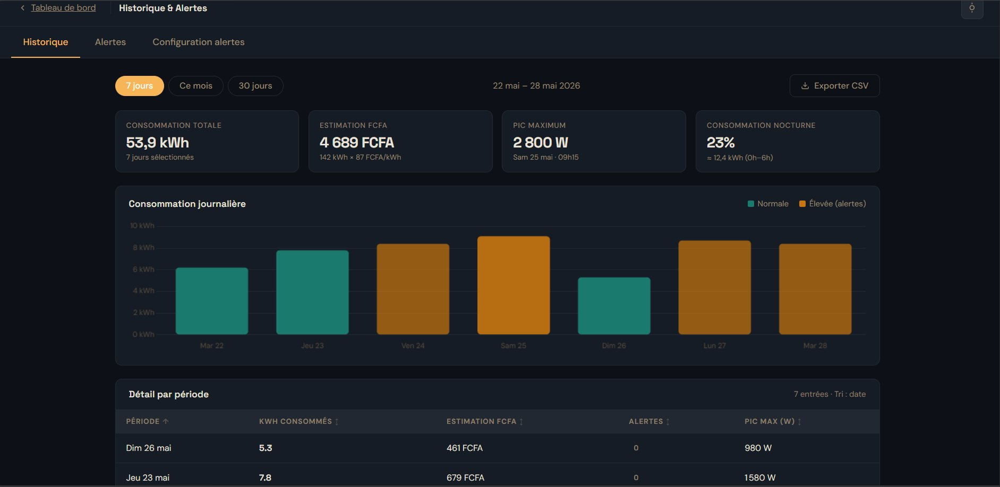 Tableau de bord
Historique & Alertes
Historique
Alertes
Configuration alertes
7 jours
Ce mois
30 jours
22 mai – 28 mai 2026
Exporter CSV
CONSOMMATION TOTALE
53,9 kWh
7 jours sélectionnés
ESTIMATION FCFA
4 689 FCFA
142 kWh × 87 FCFA/kWh
PIC MAXIMUM
2 800 W
Sam 25 mai · 09h15
CONSOMMATION NOCTURNE
23%
≈ 12,4 kWh (0h–6h)
Consommation journalière
Normale
Élevée (alertes)
10 kWh
8 kWh
6 kWh
4 kWh
2 kWh
0 kWh
Mar 22
Jeu 23
Ven 24
Sam 25
Dim 26
Lun 27
Mar 28
Détail par période
7 entrées · Tri : date
PÉRIODE ↑
KWH CONSOMMÉS ↕
ESTIMATION FCFA ↕
ALERTES ↕
PIC MAX (W) ↕
Dim 26 mai
5.3
461 FCFA
0
980 W
Jeu 23 mai
7.8
679 FCFA
0
1 580 W